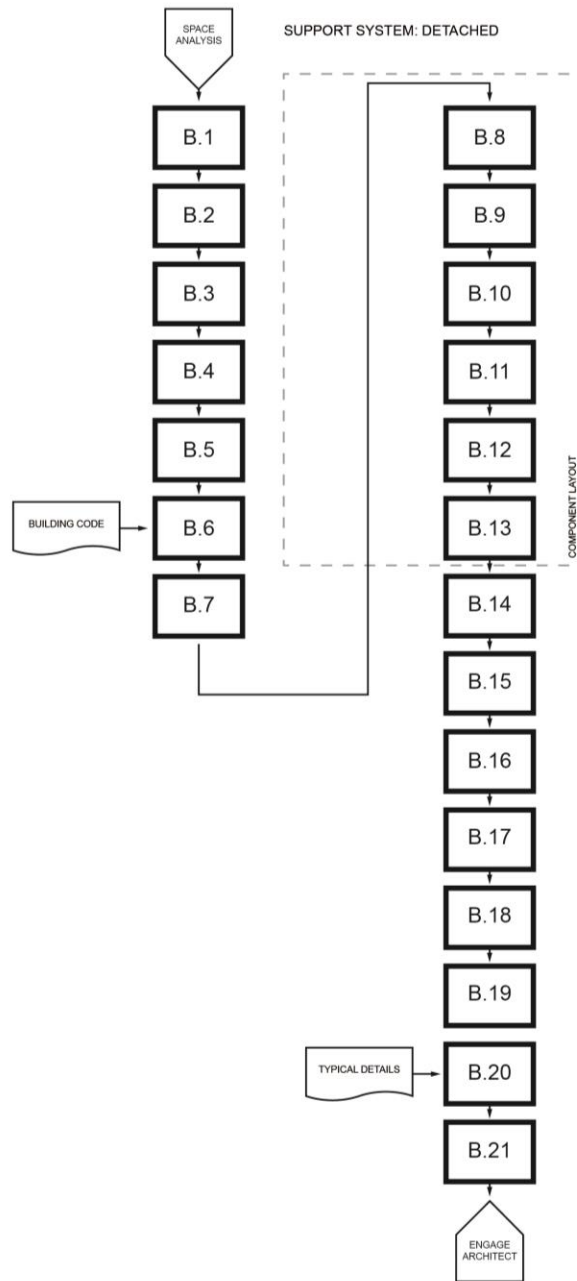 SPACE
ANALYSIS
SUPPORT SYSTEM: DETACHED
B.1
B.2
B.3
B.4
B.5
BUILDING CODE
B.6
B.7
B.8
B.9
B.10
B.11
B.12
B.13
COMPONENT LAYOUT
B.14
B.15
B.16
B.17
B.18
B.19
TYPICAL DETAILS
B.20
B.21
ENGAGE
ARCHITECT